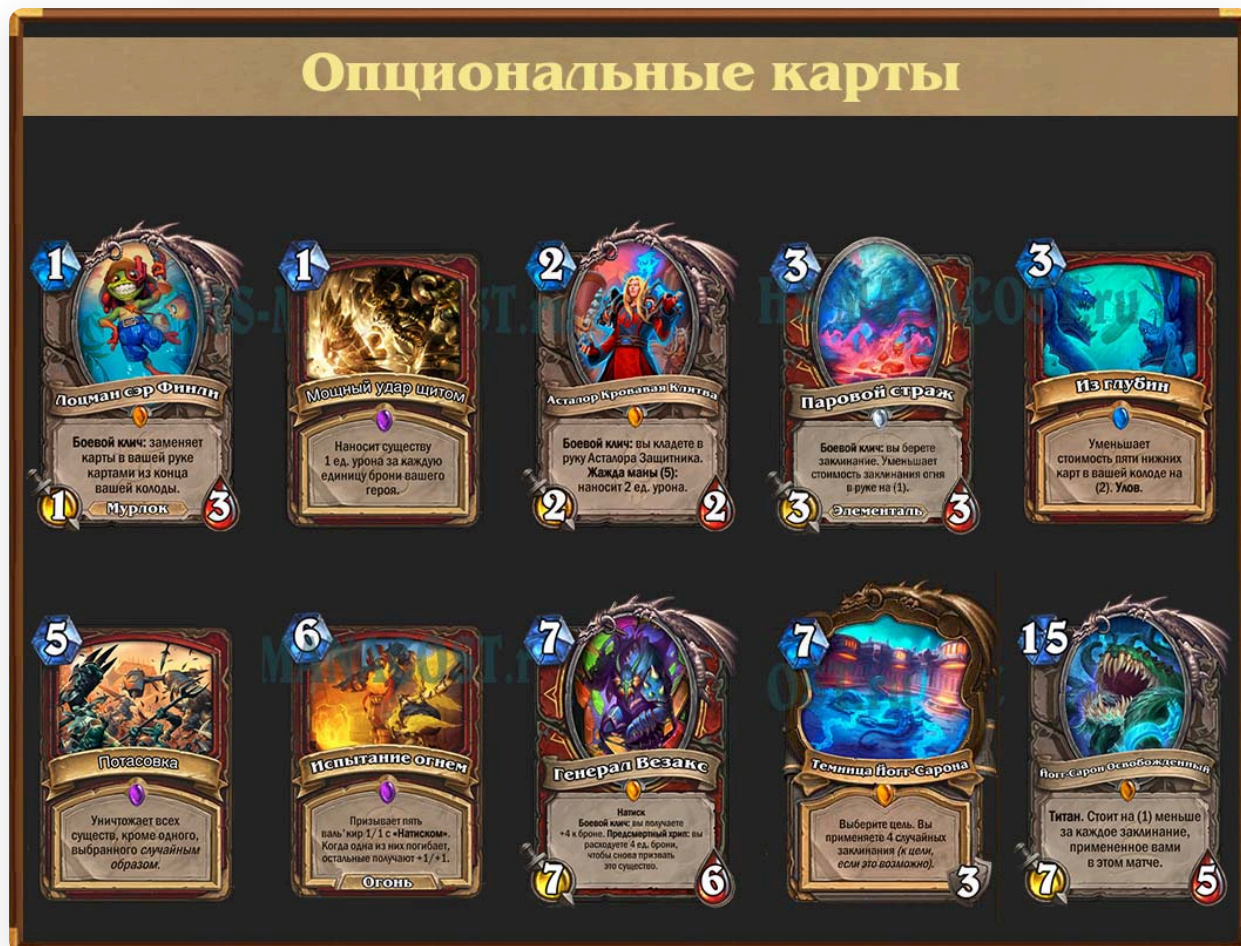 Опциональные карты
1
Лоцман сэр Финли
Боевой клич: заменяет
карты в вашей руке
картами из конца
вашей колоды.
1
Мурлок
3
1
Мощный удар щитом
Наносит существу
1 ед. урона за каждую
единицу брони вашего
героя.
2
Асталор Кровавая Клятва
Боевой клич: вы кладете в
руку Асталора Защитника.
Жажда маны (5):
наносит 2 ед. урона.
2
2
3
Паровой страж
Боевой клич: вы берете
заклинание. Уменьшает
стоимость заклинания огня
в руке на (1).
3
Элементаль
3
3
Из глубин
Уменьшает
стоимость пяти нижних
карт в вашей колоде на
(2). Улов.
5
Потасовка
Уничтожает всех
существ, кроме одного,
выбранного случайным
образом.
6
Испытание огнем
Призывает пять
валь'кир 1/1 с «Натиском».
Когда одна из них погибает,
остальные получают +1/+1.
Огонь
7
Генерал Везакс
Натиск
Боевой клич: вы получаете
+4 к броне. Предсмертный хрип: вы
расходуете 4 ед. брони,
чтобы снова призвать
это существо.
7
6
7
Темница Йогг-Сарона
Выберите цель. Вы
применяете 4 случайных
заклинания (к цели,
если это возможно).
3
15
Йогг-Сарон Освобожденный
Титан. Стоит на (1) меньше
за каждое заклинание,
примененное вами
в этом матче.
7
5